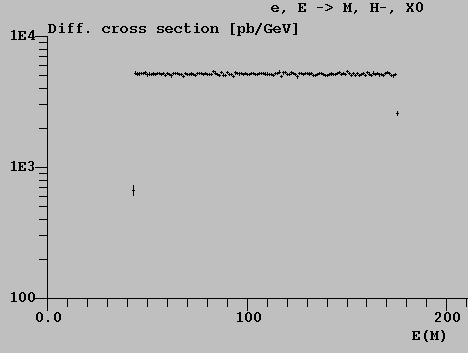 e, E -> M, H-, X0
1E4
Diff. cross section [pb/GeV]
1E3
100
0.0 100 200
E(M)